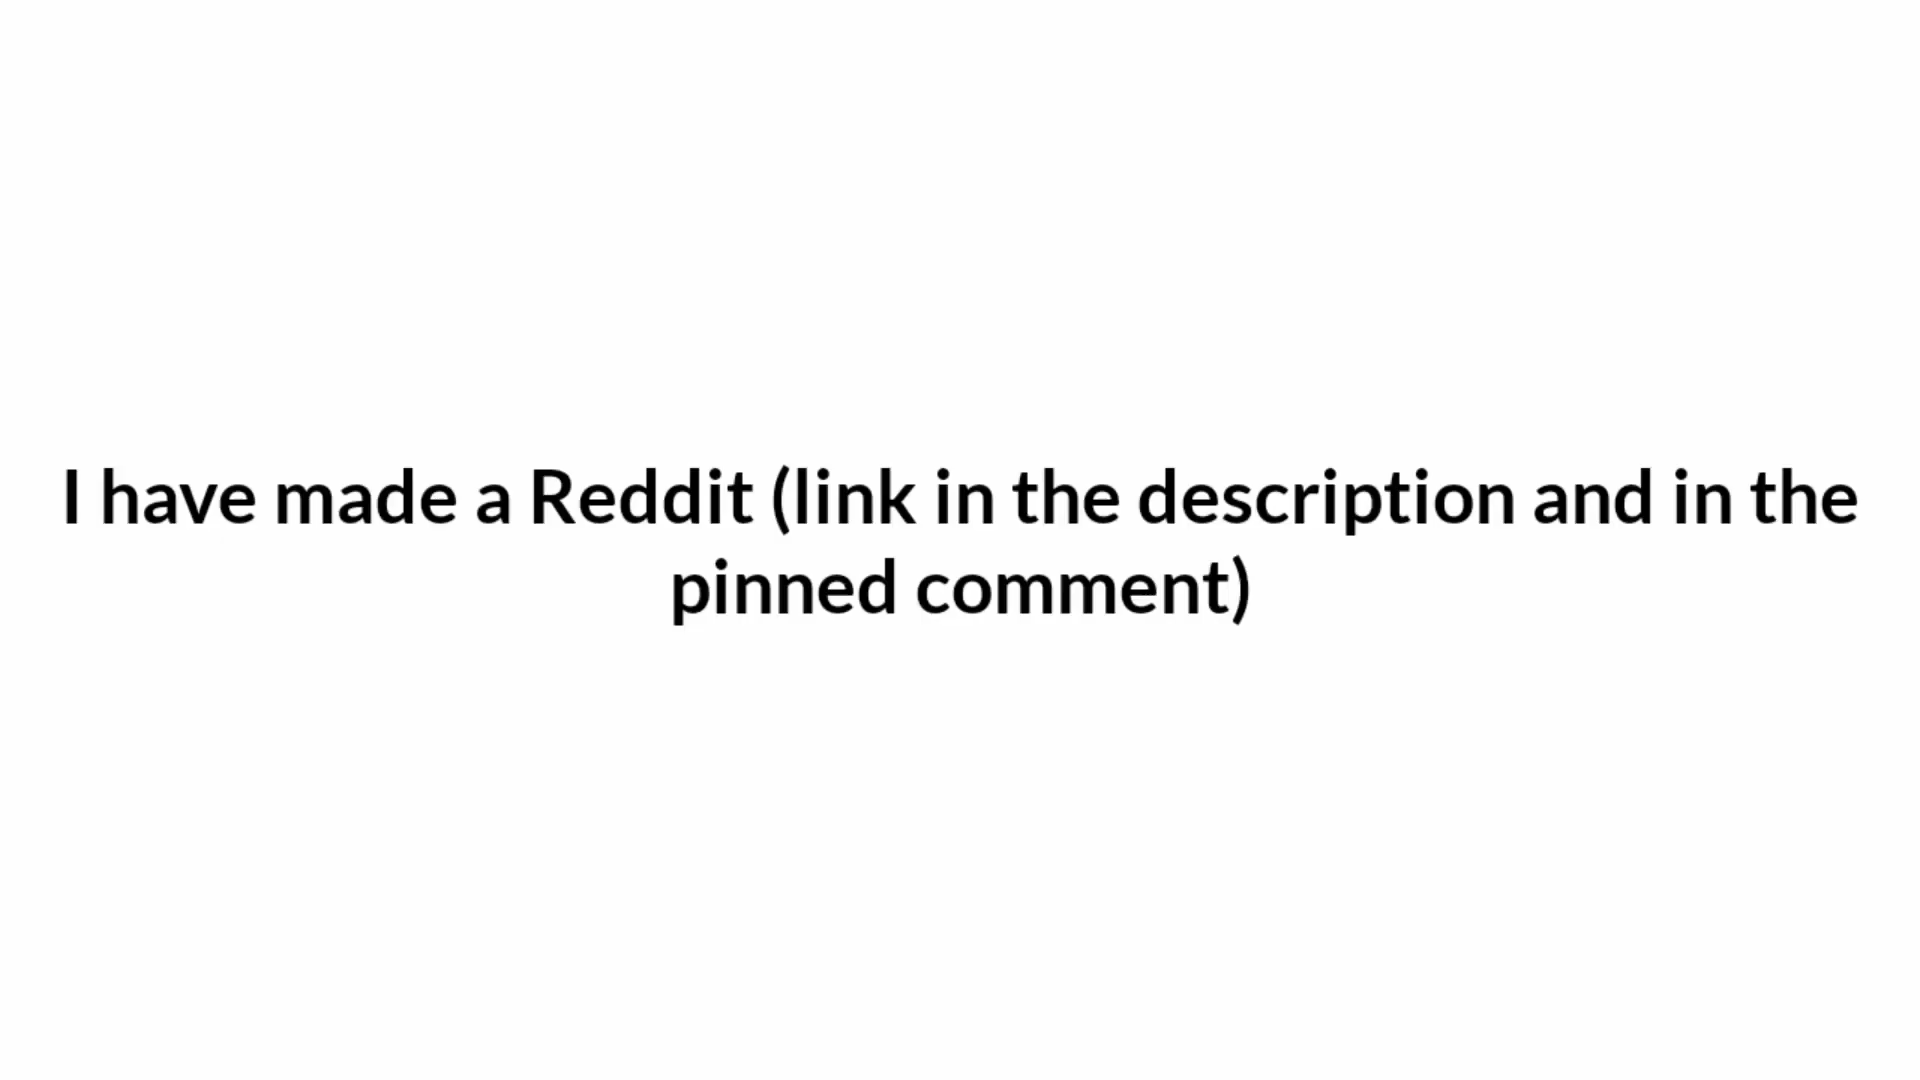 I have made a Reddit (link in the description and in the
pinned comment)